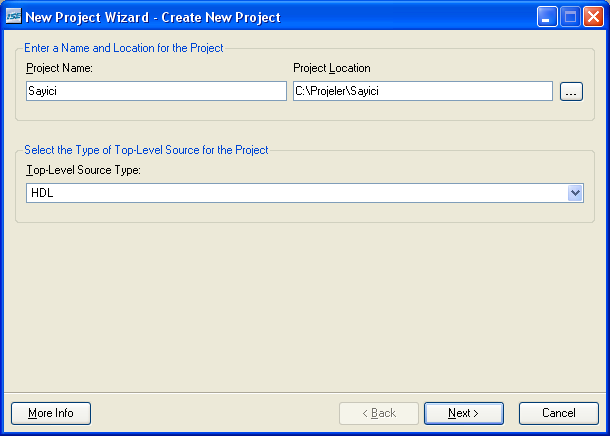 ISE New Project Wizard - Create New Project
Enter a Name and Location for the Project
Project Name: Project Location
Sayici C:\Projeler\Sayici ...
Select the Type of Top-Level Source for the Project
Top-Level Source Type:
HDL
More Info < Back Next > Cancel